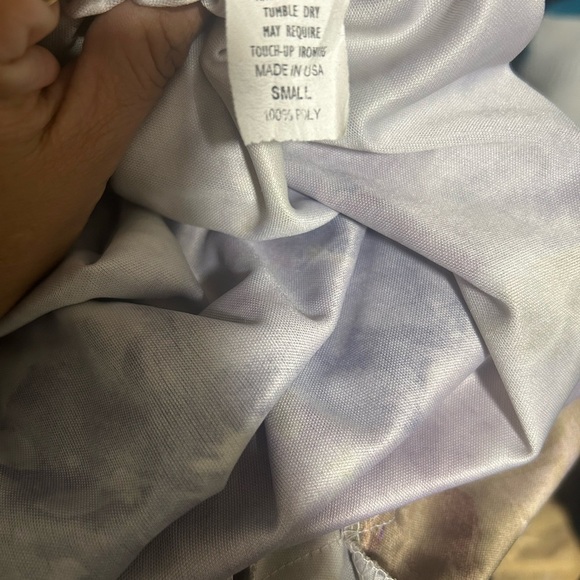 TUMBLE DRY
MAY REQUIRE
TOUCH-UP IRONING
MADE IN USA
SMALL
100% POLY